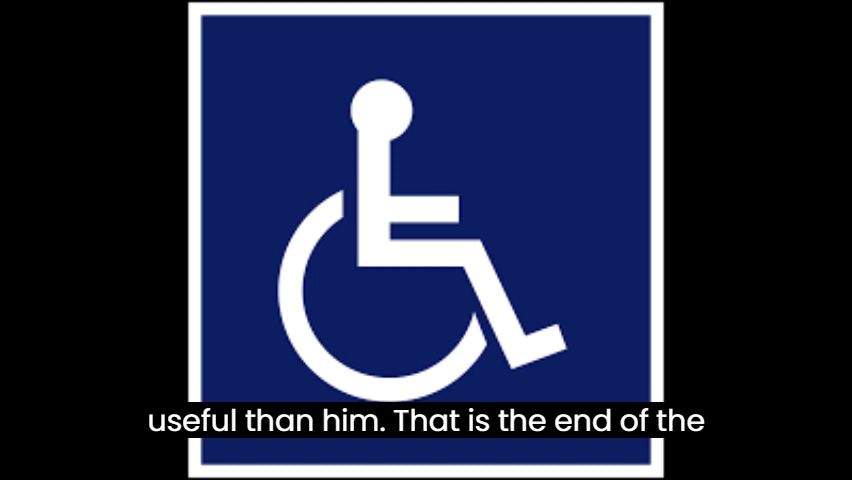 useful than him. That is the end of the